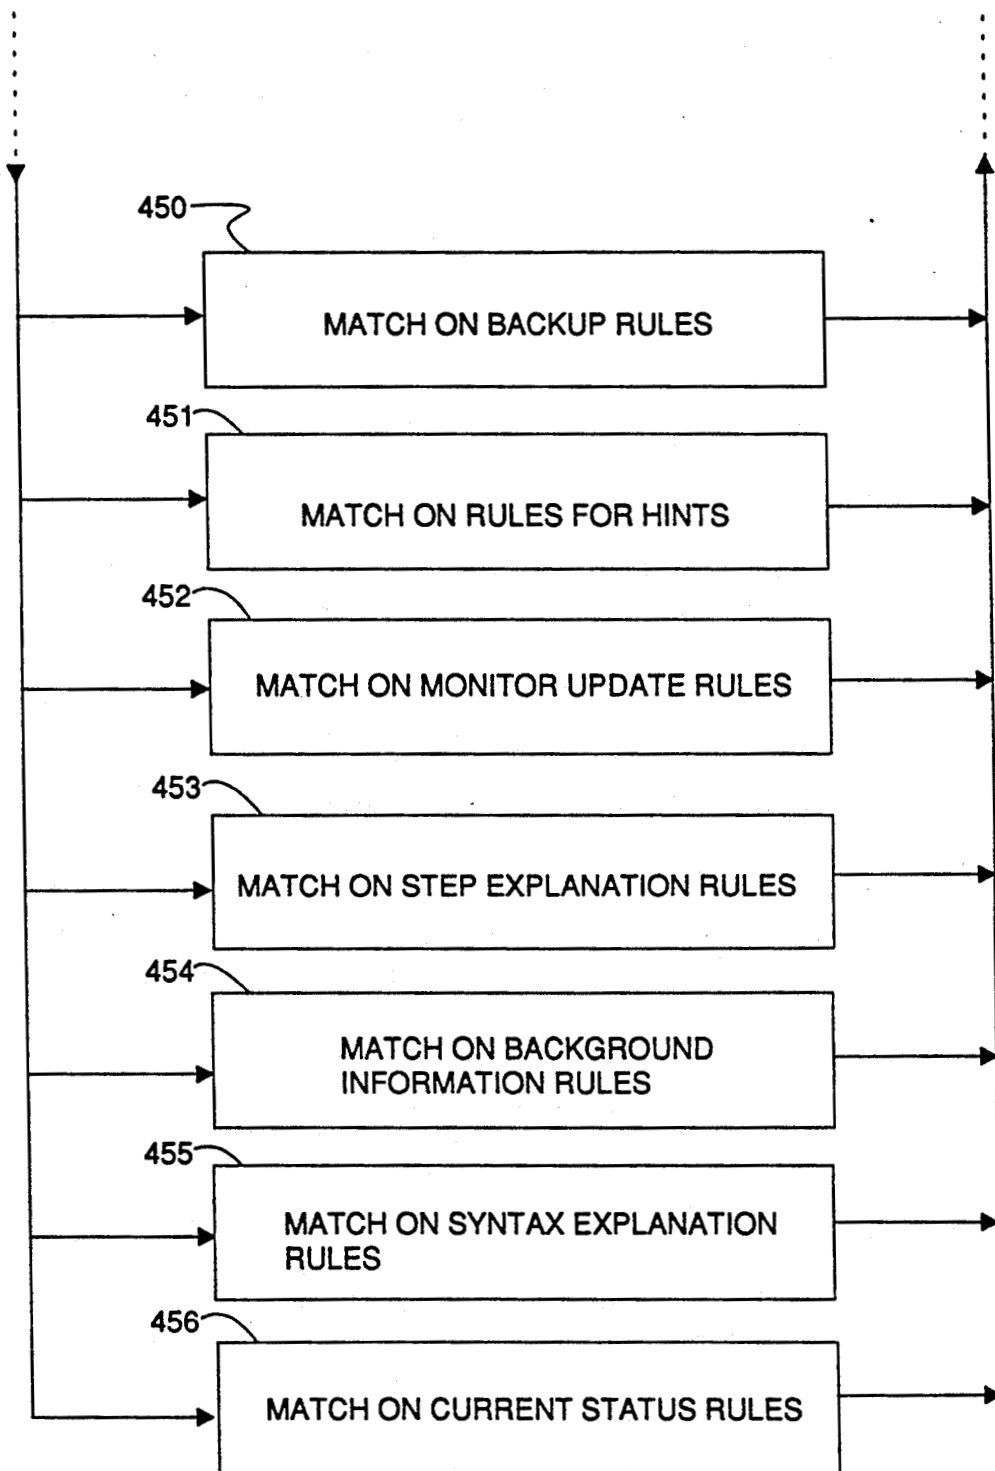 450
MATCH ON BACKUP RULES
451
MATCH ON RULES FOR HINTS
452
MATCH ON MONITOR UPDATE RULES
453
MATCH ON STEP EXPLANATION RULES
454
MATCH ON BACKGROUND
INFORMATION RULES
455
MATCH ON SYNTAX EXPLANATION
RULES
456
MATCH ON CURRENT STATUS RULES